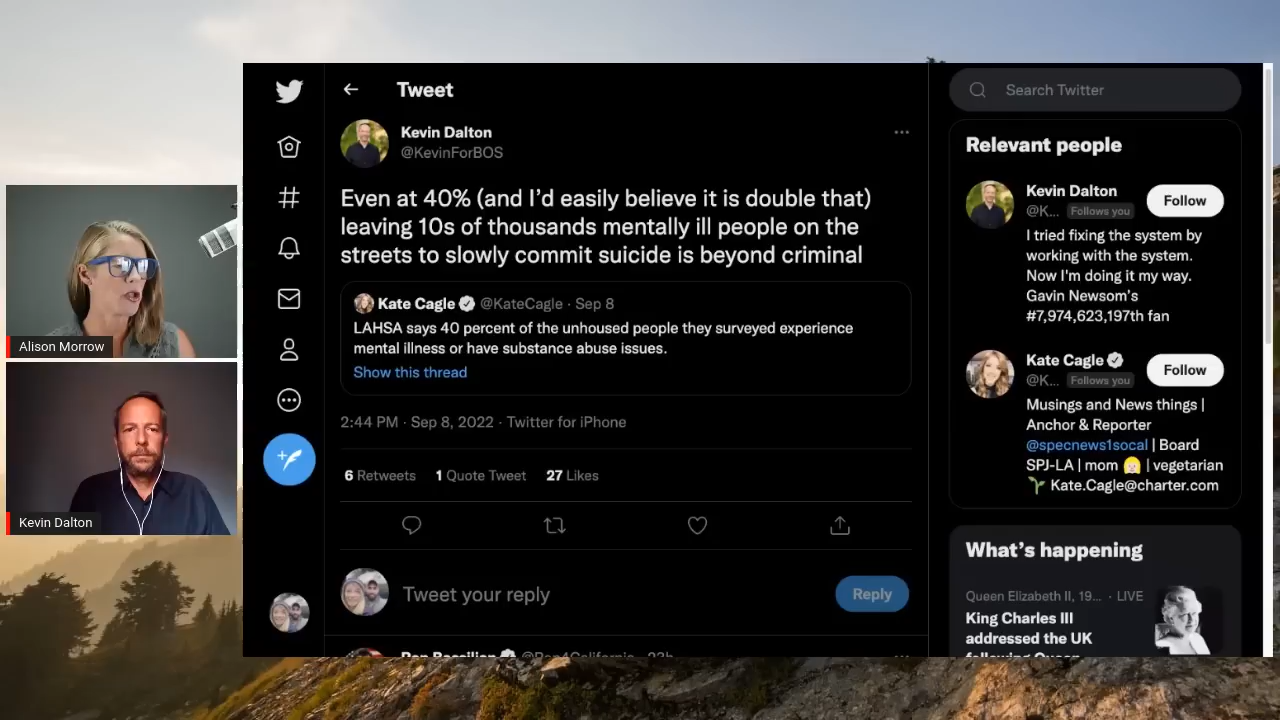 Alison Morrow
Kevin Dalton
Tweet
Kevin Dalton
@KevinForBOS
Even at 40% (and I’d easily believe it is double that)
leaving 10s of thousands mentally ill people on the
streets to slowly commit suicide is beyond criminal
Kate Cagle @KateCagle · Sep 8
LAHSA says 40 percent of the unhoused people they surveyed experience
mental illness or have substance abuse issues.
Show this thread
2:44 PM · Sep 8, 2022 · Twitter for iPhone
6 Retweets 1 Quote Tweet 27 Likes
Tweet your reply
Reply
@Ron4California · 23h
Search Twitter
Relevant people
Kevin Dalton
@K... Follows you
Follow
I tried fixing the system by
working with the system.
Now I'm doing it my way.
Gavin Newsom's
#7,974,623,197th fan
Kate Cagle
@K... Follows you
Follow
Musings and News things |
Anchor & Reporter
@specnews1socal | Board
SPJ-LA | mom | vegetarian
Kate.Cagle@charter.com
What’s happening
Queen Elizabeth II, 19... · LIVE
King Charles III
addressed the UK
following Queen